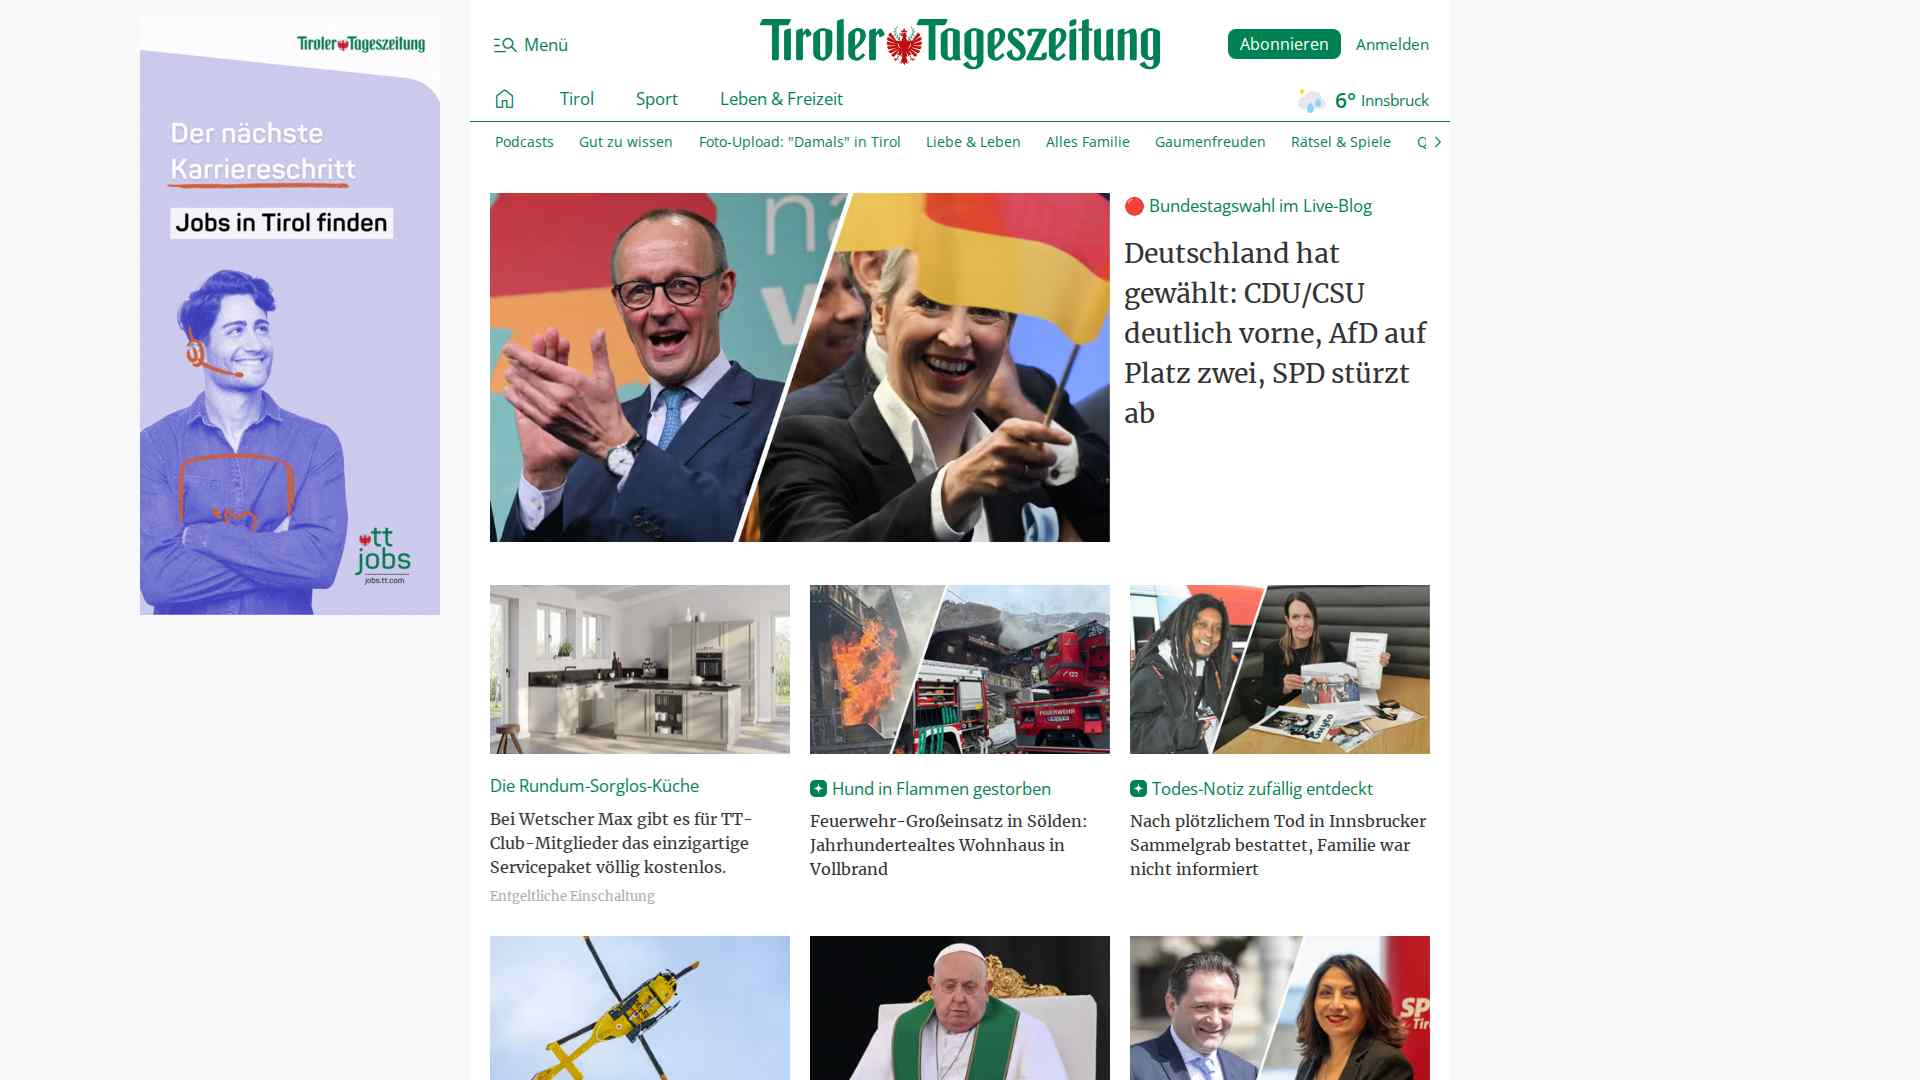 Tiroler Tageszeitung
Der nächste
Karriereschritt
Jobs in Tirol finden
tt
jobs
jobs.tt.com
Menü
Tiroler Tageszeitung
Abonnieren
Anmelden
Tirol
Sport
Leben & Freizeit
6° Innsbruck
Podcasts
Gut zu wissen
Foto-Upload: "Damals" in Tirol
Liebe & Leben
Alles Familie
Gaumenfreuden
Rätsel & Spiele
Q
Bundestagswahl im Live-Blog
Deutschland hat
gewählt: CDU/CSU
deutlich vorne, AfD auf
Platz zwei, SPD stürzt
ab
Die Rundum-Sorglos-Küche
Bei Wetscher Max gibt es für TT-
Club-Mitglieder das einzigartige
Servicepaket völlig kostenlos.
Entgeltliche Einschaltung
FEUERWEHR
Hund in Flammen gestorben
Feuerwehr-Großeinsatz in Sölden:
Jahrhundertealtes Wohnhaus in
Vollbrand
Todes-Notiz zufällig entdeckt
Nach plötzlichem Tod in Innsbrucker
Sammelgrab bestattet, Familie war
nicht informiert